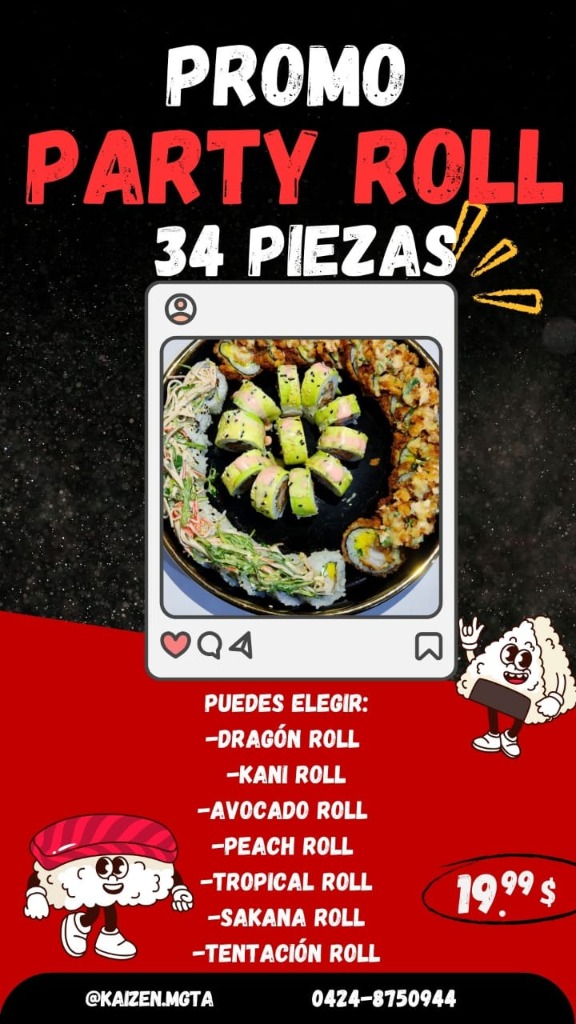 PROMO
PARTY ROLL
34 PIEZAS
PUEDES ELEGIR:
-DRAGÓN ROLL
-KANI ROLL
-AVOCADO ROLL
-PEACH ROLL
-TROPICAL ROLL
-SAKANA ROLL
-TENTACIÓN ROLL
19.99 $
@KAIZEN.MGTA 0424-8750944